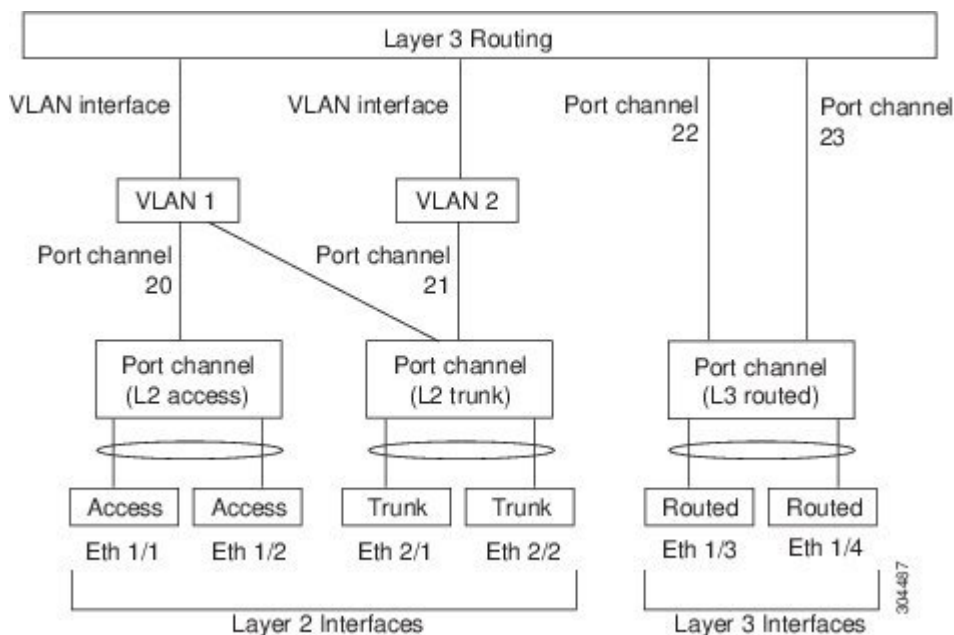 Layer 3 Routing
VLAN interface
VLAN interface
Port channel
22
Port channel
23
VLAN 1
VLAN 2
Port channel
20
Port channel
21
Port channel
(L2 access)
Port channel
(L2 trunk)
Port channel
(L3 routed)
Access
Access
Trunk
Trunk
Routed
Routed
Eth 1/1
Eth 1/2
Eth 2/1
Eth 2/2
Eth 1/3
Eth 1/4
Layer 2 Interfaces
Layer 3 Interfaces
304487